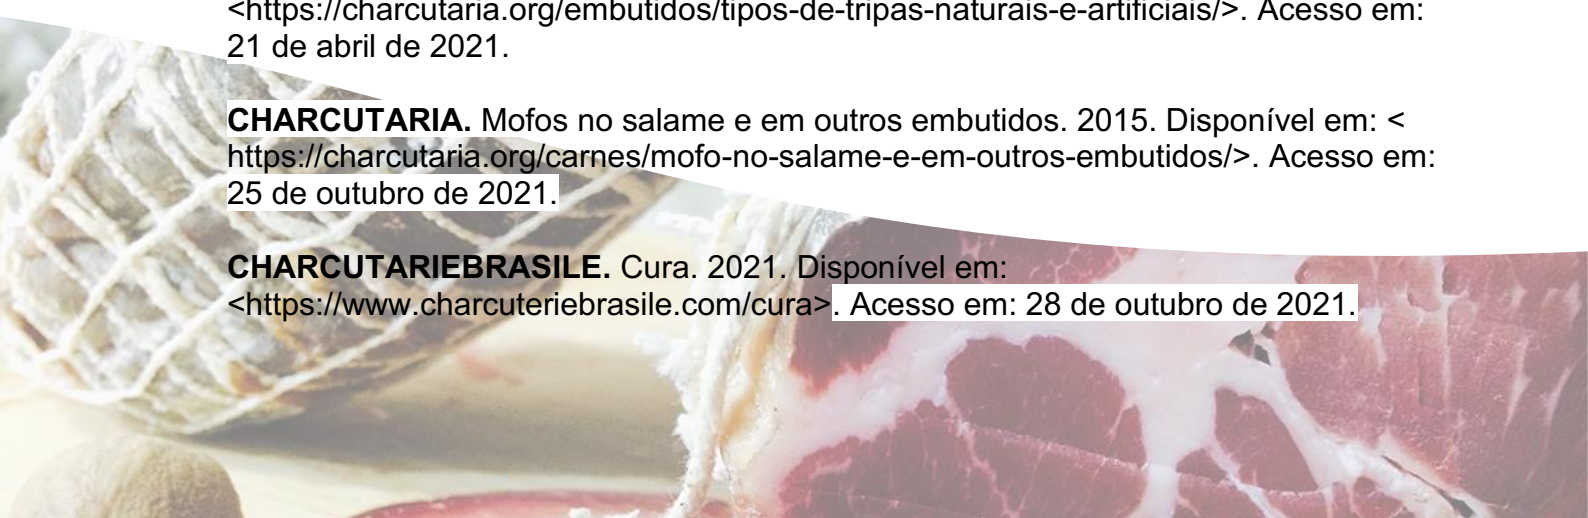 <https://charcutaria.org/embutidos/tipos-de-tripas-naturais-e-artificiais/>. Acesso em:
21 de abril de 2021.
CHARCUTARIA. Mofos no salame e em outros embutidos. 2015. Disponível em: <
https://charcutaria.org/carnes/mofo-no-salame-e-em-outros-embutidos/>. Acesso em:
25 de outubro de 2021.
CHARCUTARIEBRASILE. Cura. 2021. Disponível em:
<https://www.charcuteriebrasile.com/cura>. Acesso em: 28 de outubro de 2021.